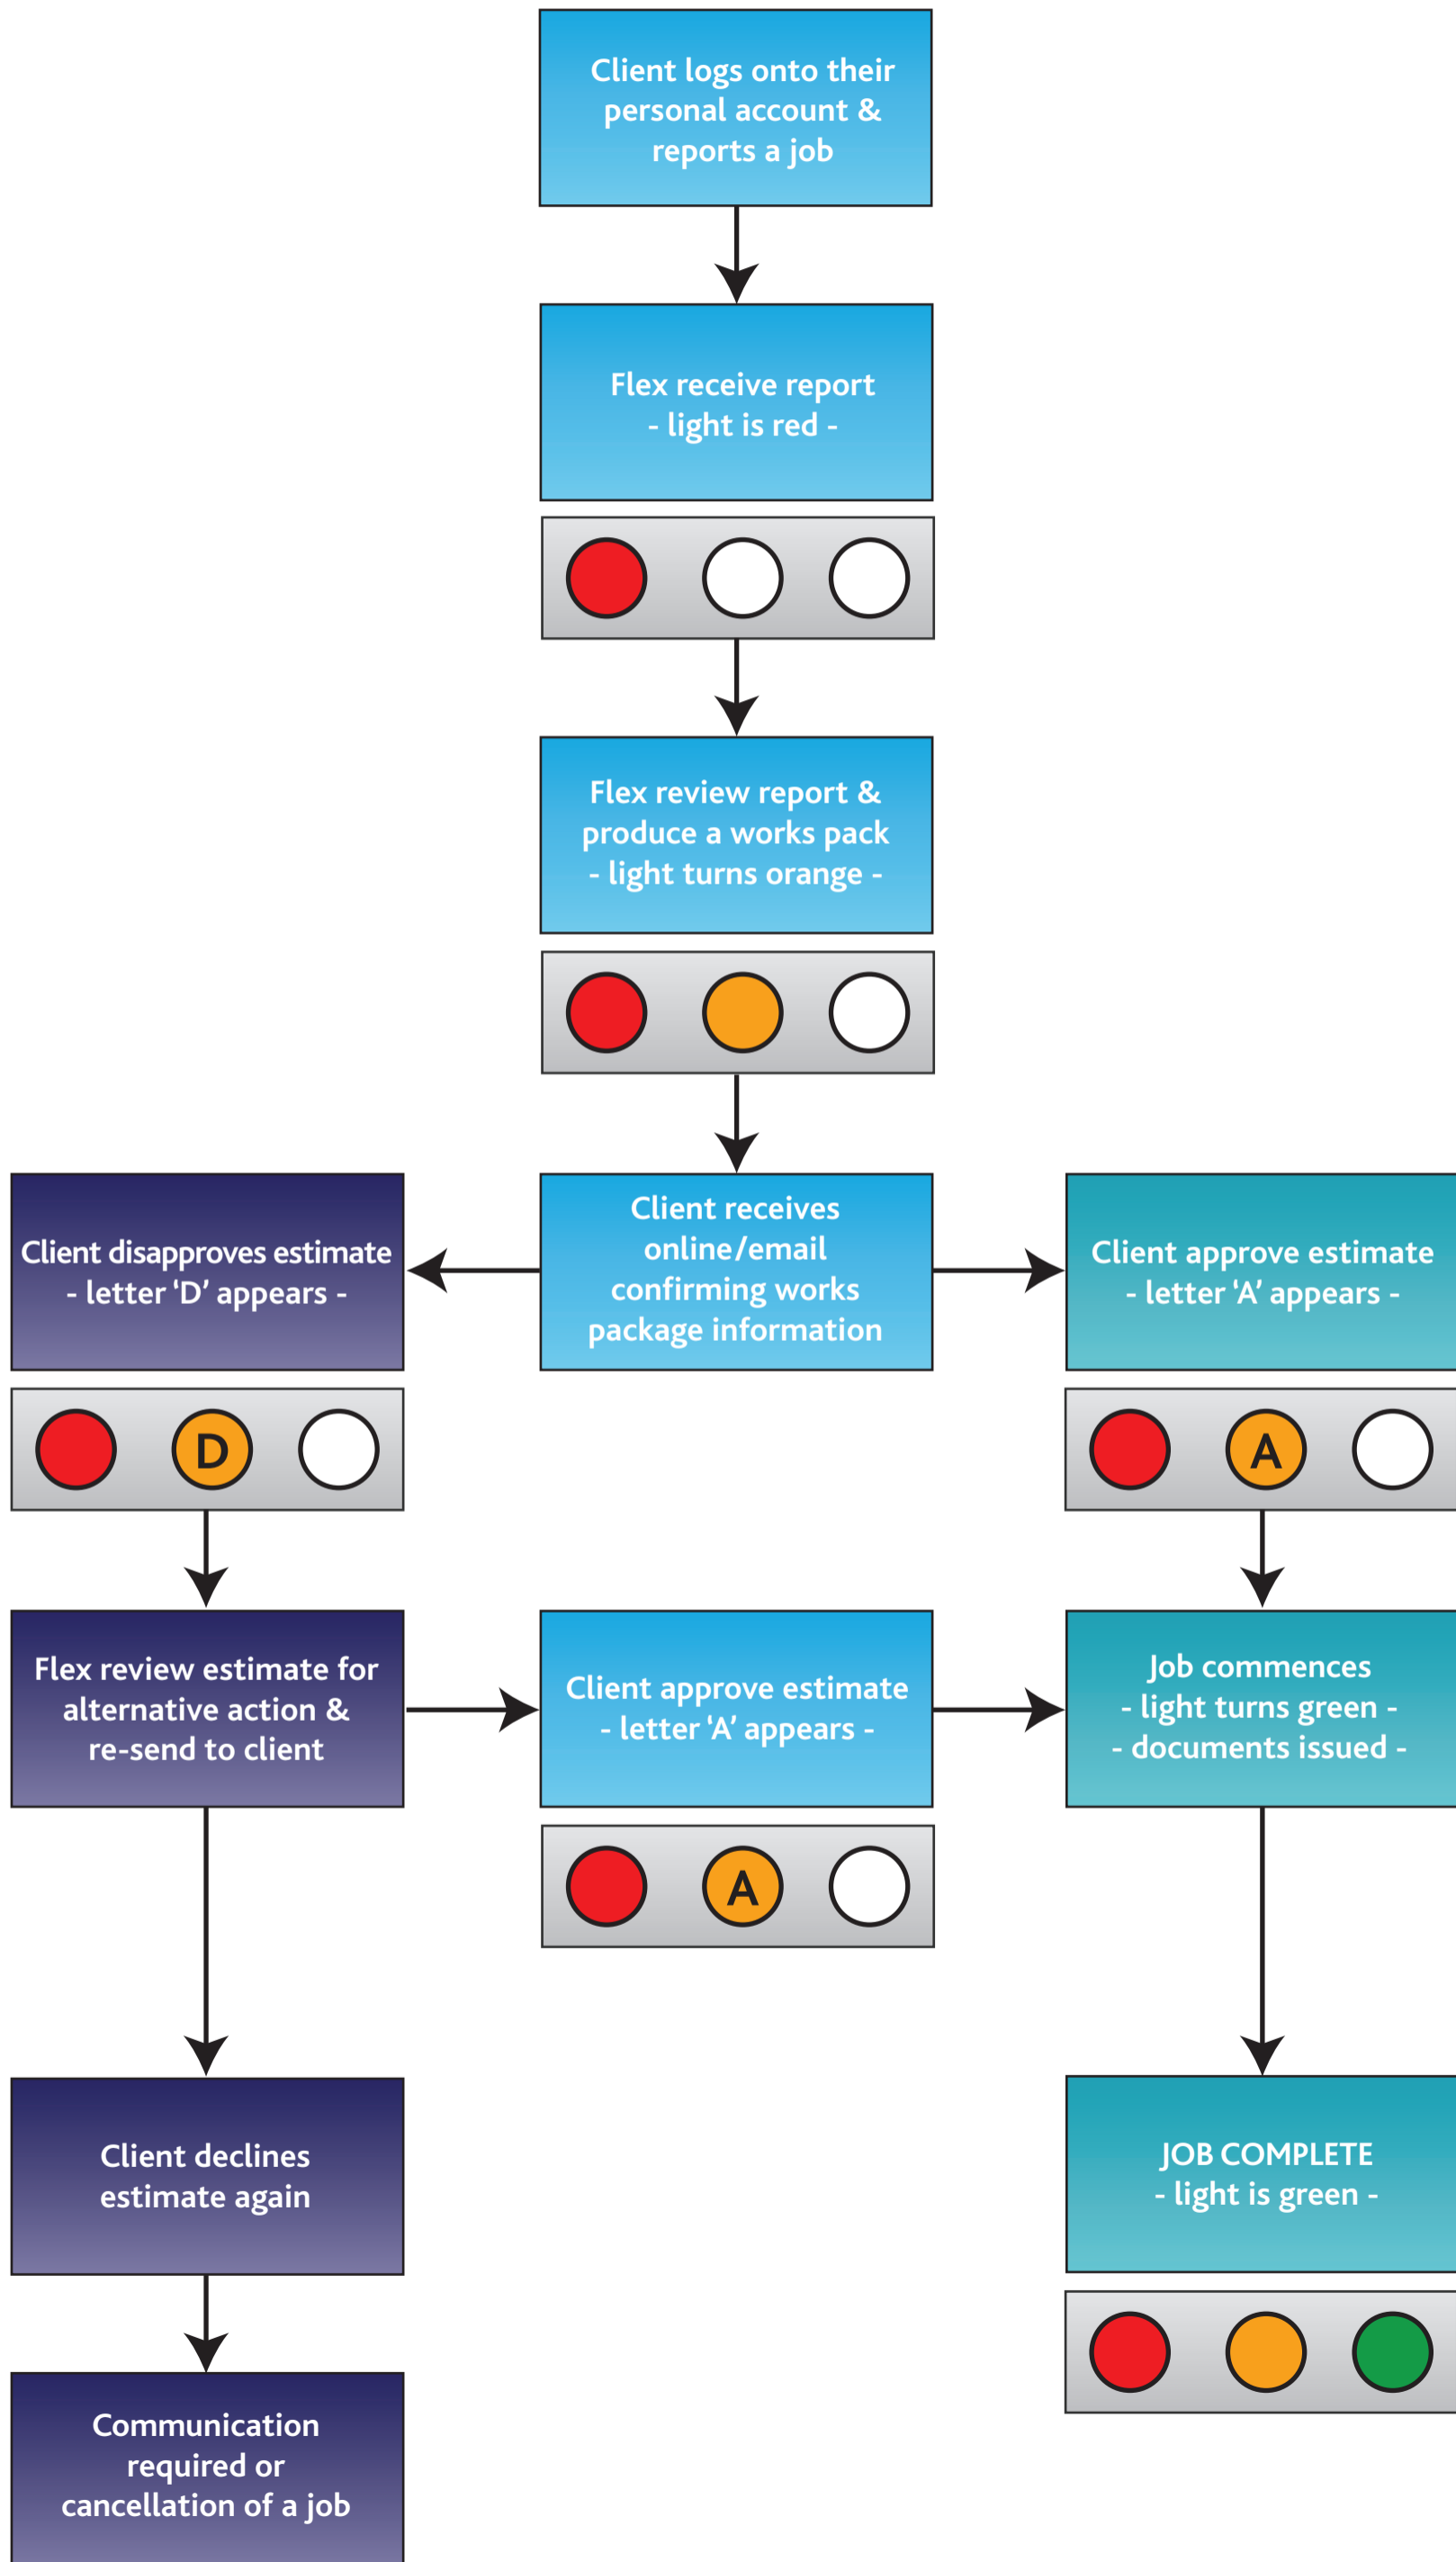 Client logs onto their
personal account &
reports a job
Flex receive report
- light is red -
Flex review report &
produce a works pack
- light turns orange -
Client disapproves estimate
- letter ‘D’ appears -
Client receives
online/email
confirming works
package information
Client approve estimate
- letter ‘A’ appears -
D
A
Flex review estimate for
alternative action &
re-send to client
Client approve estimate
- letter ‘A’ appears -
Job commences
- light turns green -
- documents issued -
A
Client declines
estimate again
JOB COMPLETE
- light is green -
Communication
required or
cancellation of a job